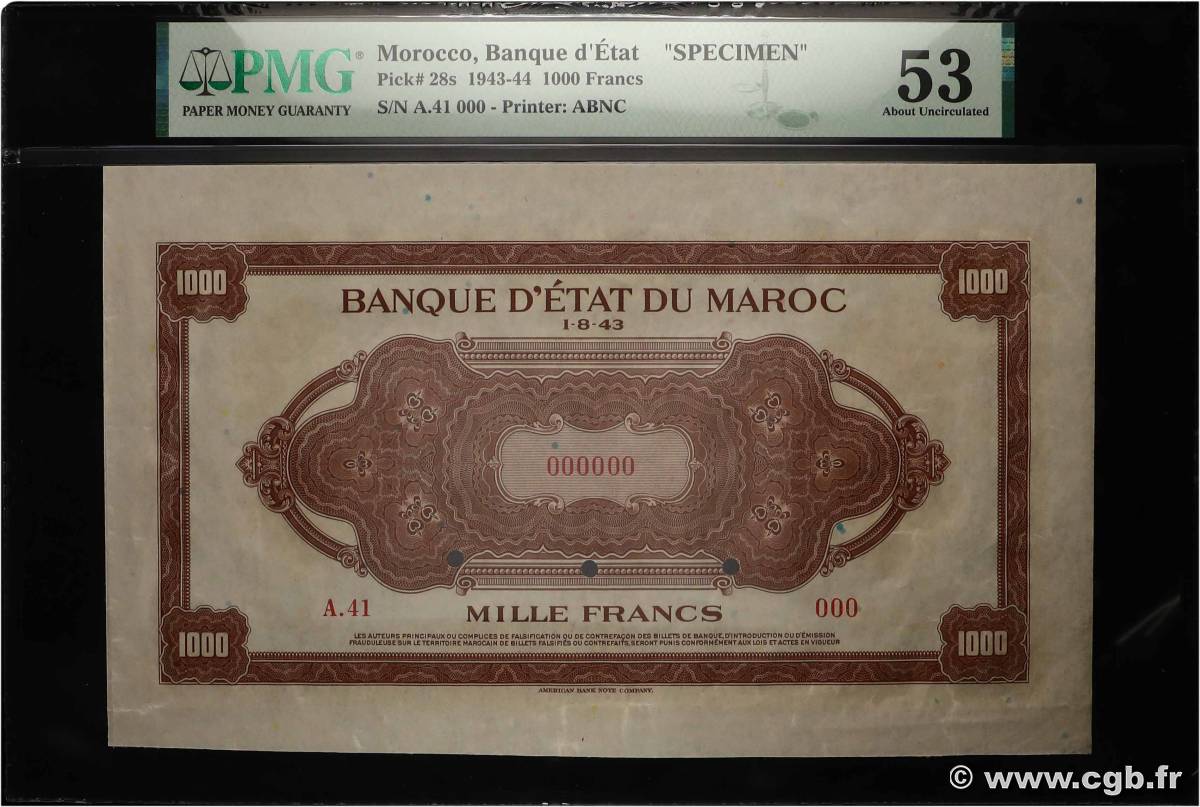 PMG®
PAPER MONEY GUARANTY
Morocco, Banque d'État "SPECIMEN"
Pick# 28s 1943-44 1000 Francs
S/N A.41 000 - Printer: ABNC
53
About Uncirculated
1000
1000
BANQUE D'ÉTAT DU MAROC
1-8-43
000000
A.41
MILLE FRANCS
000
LES AUTEURS PRINCIPAUX OU COMPLICES DE FALSIFICATION OU DE CONTREFAÇON DES BILLETS DE BANQUE, D'INTRODUCTION OU D'ÉMISSION
FRAUDULEUSE SUR LE TERRITOIRE MAROCAIN DE BILLETS FALSIFIÉS OU CONTREFAITS, SERONT PUNIS CONFORMÉMENT AUX LOIS ET ACTES EN VIGUEUR
1000
1000
AMERICAN BANK NOTE COMPANY.
© www.cgb.fr